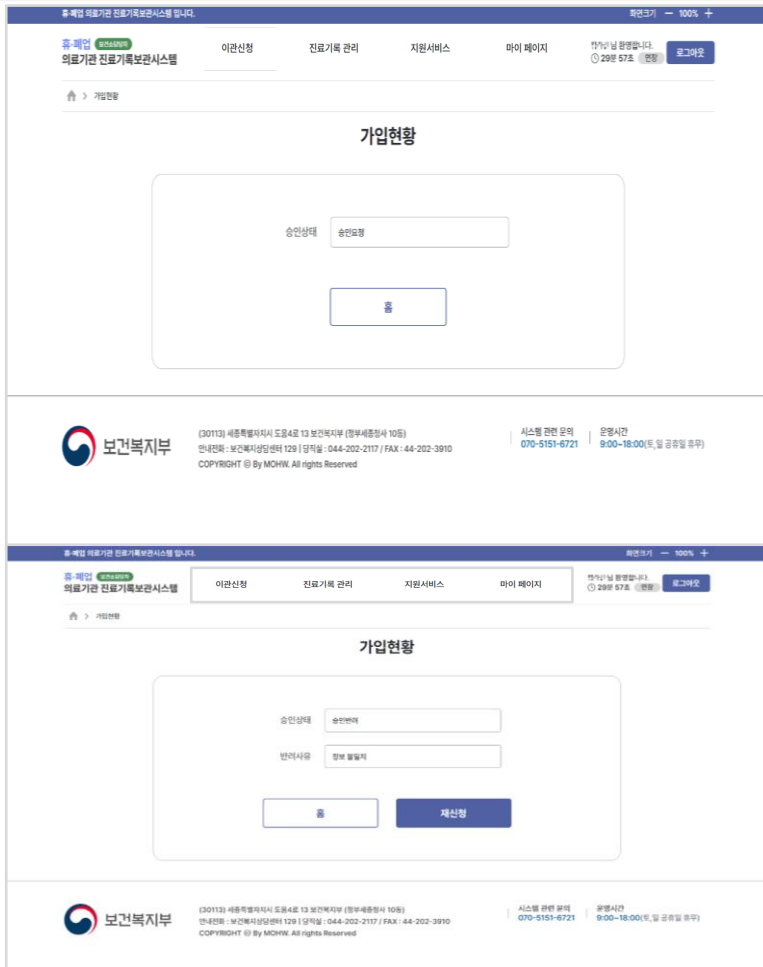 휴·폐업 의료기관 진료기록보관시스템 입니다.
화면크기 — 100% +
휴·폐업 보건소담당자
의료기관 진료기록보관시스템
이관신청 진료기록 관리 지원서비스 마이 페이지
님 환영합니다.
29분 57초 연장
로그아웃
> 가입현황
가입현황
승인상태 승인요청
홈
보건복지부
(30113) 세종특별자치시 도움4로 13 보건복지부 (정부세종청사 10동)
안내전화 : 보건복지상담센터 129 | 당직실 : 044-202-2117 / FAX : 44-202-3910
COPYRIGHT ⓒ By MOHW. All rights Reserved
시스템 관련 문의
070-5151-6721
운영시간
9:00~18:00(토,일 공휴일 휴무)
휴·폐업 의료기관 진료기록보관시스템 입니다.
화면크기 — 100% +
휴·폐업 보건소담당자
의료기관 진료기록보관시스템
이관신청 진료기록 관리 지원서비스 마이 페이지
님 환영합니다.
29분 57초 연장
로그아웃
> 가입현황
가입현황
승인상태 승인반려
반려사유 정보 불일치
홈 재신청
보건복지부
(30113) 세종특별자치시 도움4로 13 보건복지부 (정부세종청사 10동)
안내전화 : 보건복지상담센터 129 | 당직실 : 044-202-2117 / FAX : 44-202-3910
COPYRIGHT ⓒ By MOHW. All rights Reserved
시스템 관련 문의
070-5151-6721
운영시간
9:00~18:00(토,일 공휴일 휴무)